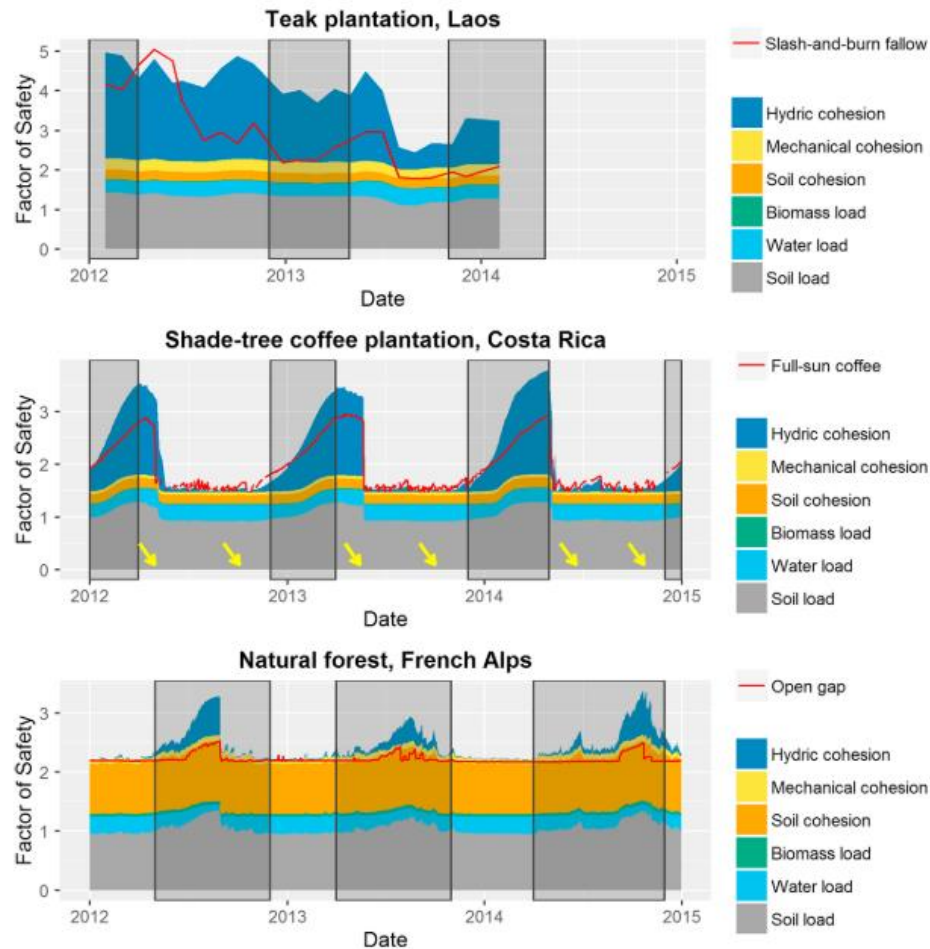 Teak plantation, Laos
Factor of Safety
5
4
3
2
1
0
2012
2013
2014
2015
Date
Slash-and-burn fallow
Hydric cohesion
Mechanical cohesion
Soil cohesion
Biomass load
Water load
Soil load
Shade-tree coffee plantation, Costa Rica
Factor of Safety
3
2
1
0
2012
2013
2014
2015
Date
Full-sun coffee
Hydric cohesion
Mechanical cohesion
Soil cohesion
Biomass load
Water load
Soil load
Natural forest, French Alps
Factor of Safety
3
2
1
0
2012
2013
2014
2015
Date
Open gap
Hydric cohesion
Mechanical cohesion
Soil cohesion
Biomass load
Water load
Soil load